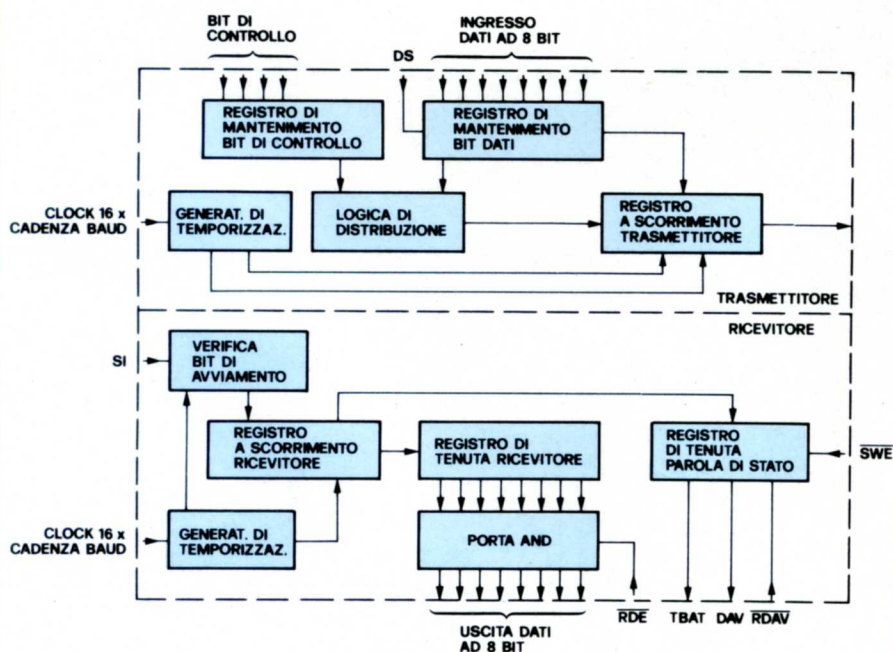 BIT DI
CONTROLLO
INGRESSO
DATI AD 8 BIT
DS
REGISTRO DI
MANTENIMENTO
BIT DI CONTROLLO
REGISTRO DI
MANTENIMENTO
BIT DATI
CLOCK 16 x
CADENZA BAUD
GENERAT. DI
TEMPORIZZAZ.
LOGICA DI
DISTRIBUZIONE
REGISTRO
A SCORRIMENTO
TRASMETTITORE
TRASMETTITORE
RICEVITORE
SI
VERIFICA
BIT DI
AVVIAMENTO
REGISTRO
A SCORRIMENTO
RICEVITORE
REGISTRO DI
TENUTA RICEVITORE
REGISTRO
DI TENUTA
PAROLA DI STATO
SWE
CLOCK 16 x
CADENZA BAUD
GENERAT. DI
TEMPORIZZAZ.
PORTA AND
USCITA DATI
AD 8 BIT
RDE
TBAT
DAV
RDAV